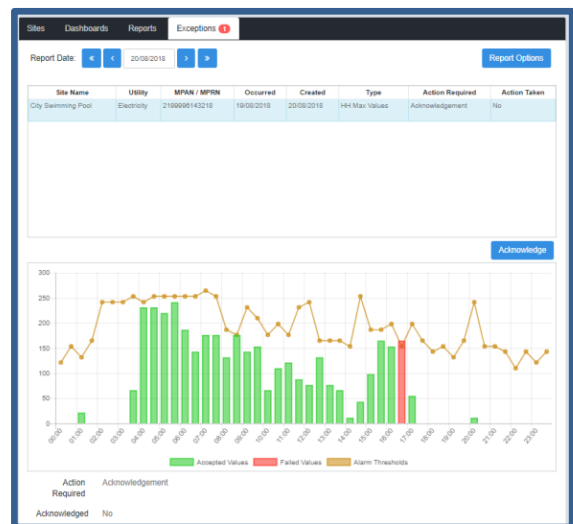 Sites Dashboards Reports Exceptions 1
Report Date: « < 20/08/2018 > » Report Options
Site Name Utility MPAN / MPRN Occurred Created Type Action Required Action Taken
City Swimming Pool Electricity 2199996143218 19/08/2018 20/08/2018 HH Max Values Acknowledgement No
Acknowledge
300
250
200
150
100
50
0
00:00 01:00 02:00 03:00 04:00 05:00 06:00 07:00 08:00 09:00 10:00 11:00 12:00 13:00 14:00 15:00 16:00 17:00 18:00 19:00 20:00 21:00 22:00 23:00
Accepted Values Failed Values Alarm Thresholds
Action Acknowledgement
Required
Acknowledged No